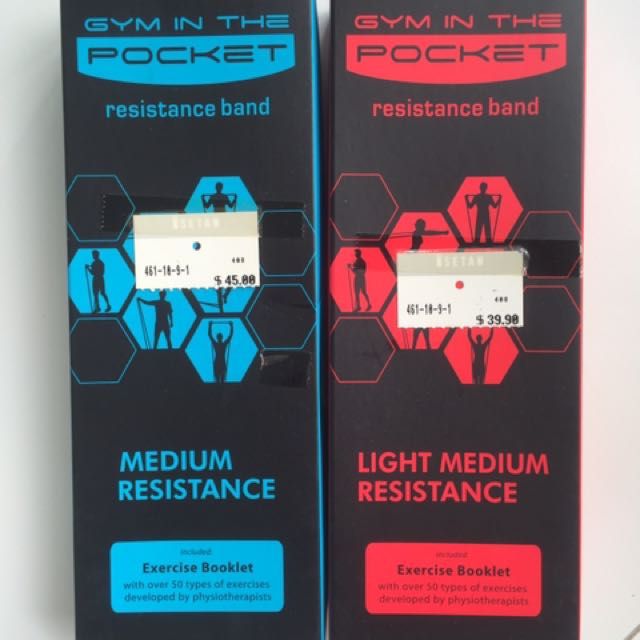 GYM IN THE
POCKET
resistance band
ISETAN
400
461-10-9-1
$ 45.00
MEDIUM
RESISTANCE
included:
Exercise Booklet
with over 50 types of exercises
developed by physiotherapists
GYM IN THE
POCKET
resistance band
ISETAN
400
461-10-9-1
$ 39.90
LIGHT MEDIUM
RESISTANCE
included:
Exercise Booklet
with over 50 types of exercises
developed by physiotherapists